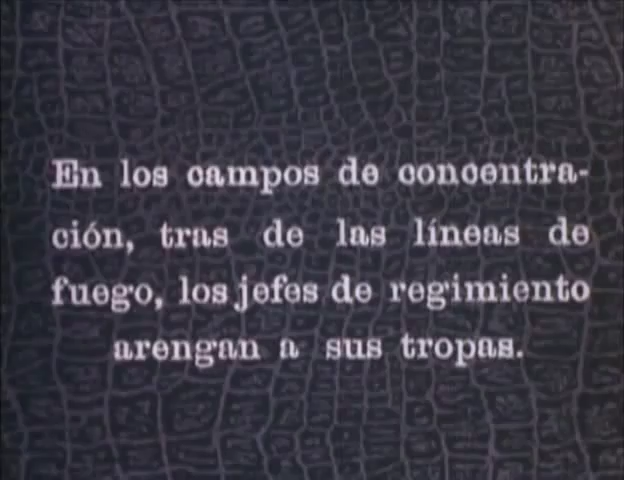 En los campos de concentra-
ción, tras de las líneas de
fuego, los jefes de regimiento
arengan a sus tropas.